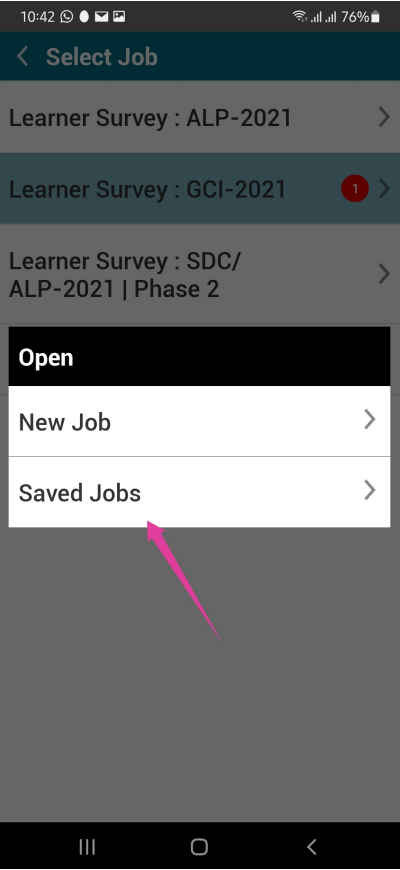 10:42 76%
Select Job
Learner Survey : ALP-2021
Learner Survey : GCI-2021 1
Learner Survey : SDC/
ALP-2021 | Phase 2
Open
New Job
Saved Jobs